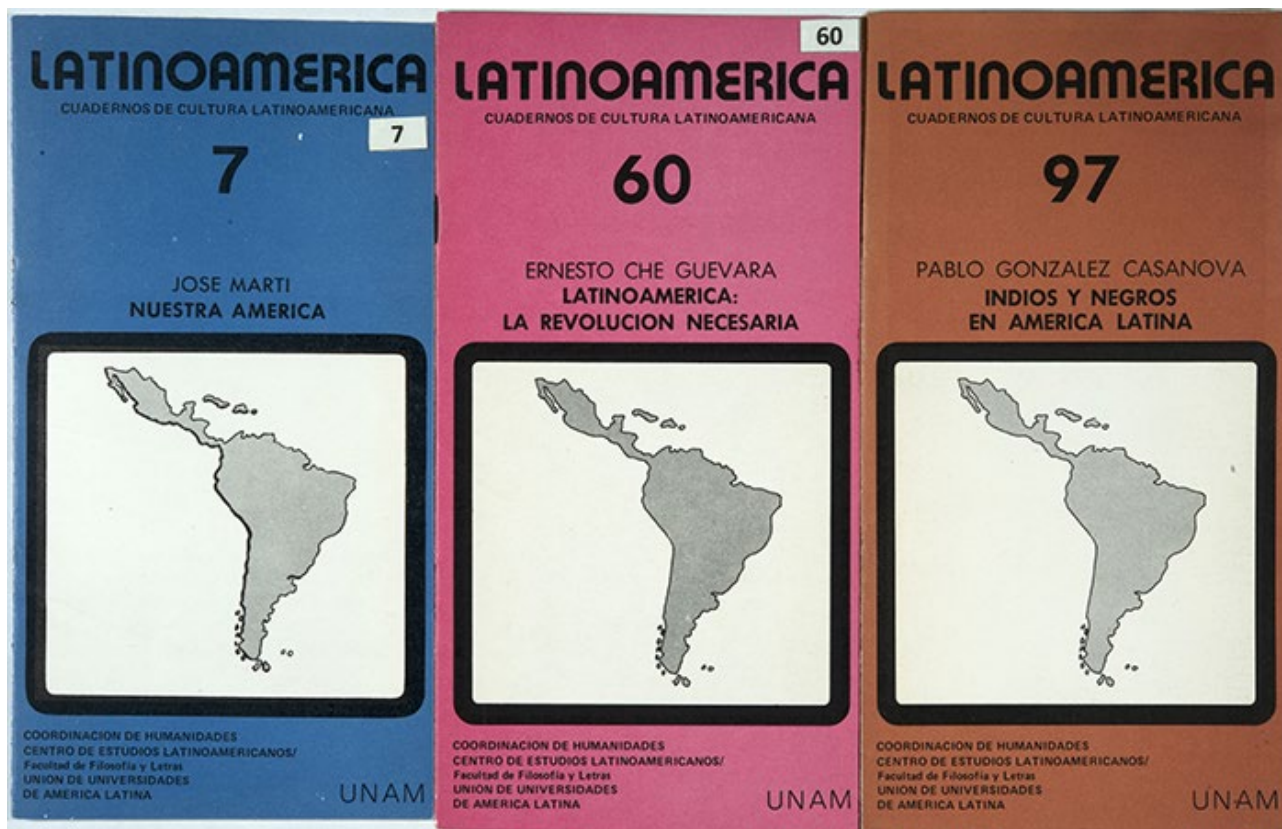 LATINOAMERICA
CUADERNOS DE CULTURA LATINOAMERICANA
7
7
JOSE MARTI
NUESTRA AMERICA
COORDINACION DE HUMANIDADES
CENTRO DE ESTUDIOS LATINOAMERICANOS/
Facultad de Filosofía y Letras
UNION DE UNIVERSIDADES
DE AMERICA LATINA
UNAM
60
LATINOAMERICA
CUADERNOS DE CULTURA LATINOAMERICANA
60
ERNESTO CHE GUEVARA
LATINOAMERICA:
LA REVOLUCION NECESARIA
COORDINACION DE HUMANIDADES
CENTRO DE ESTUDIOS LATINOAMERICANOS/
Facultad de Filosofía y Letras
UNION DE UNIVERSIDADES
DE AMERICA LATINA
UNAM
LATINOAMERICA
CUADERNOS DE CULTURA LATINOAMERICANA
97
PABLO GONZALEZ CASANOVA
INDIOS Y NEGROS
EN AMERICA LATINA
COORDINACION DE HUMANIDADES
CENTRO DE ESTUDIOS LATINOAMERICANOS/
Facultad de Filosofía y Letras
UNION DE UNIVERSIDADES
DE AMERICA LATINA
UNAM